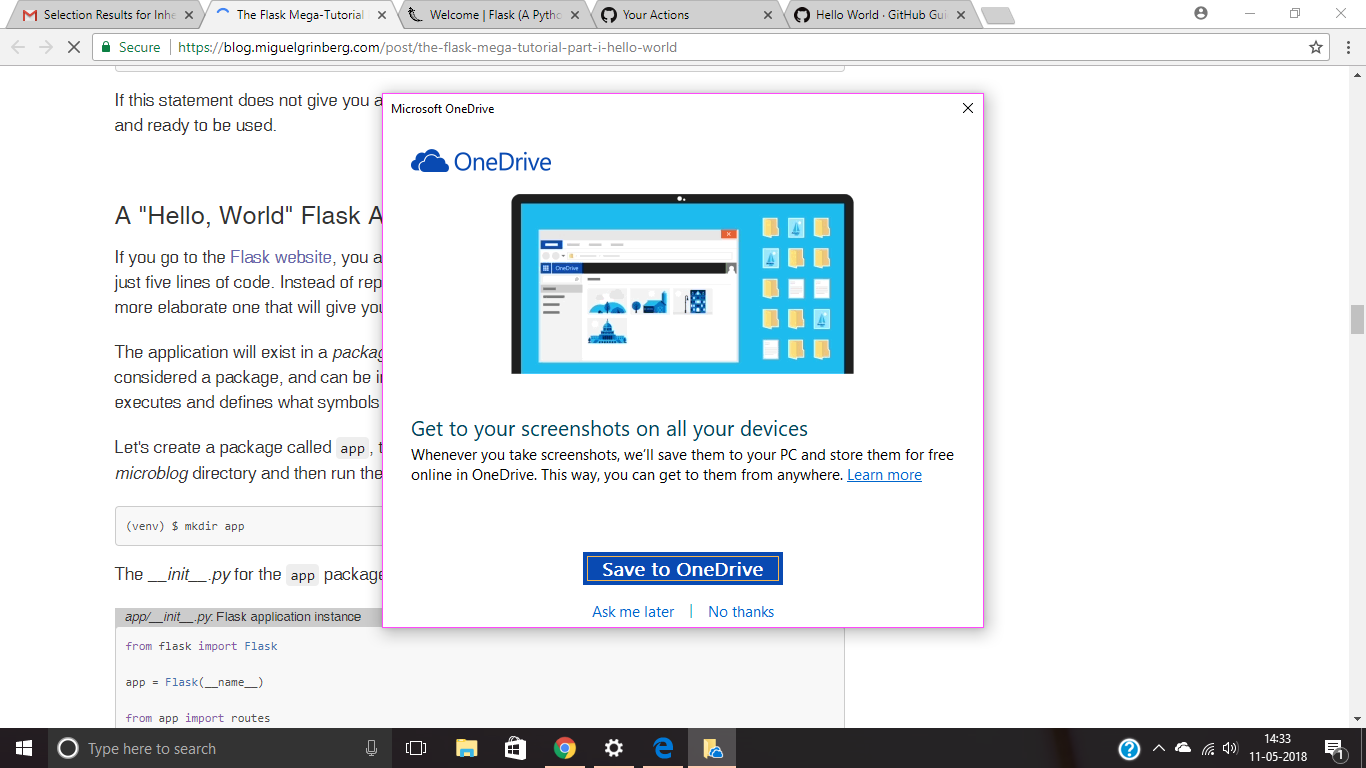 Selection Results for Inhe
The Flask Mega-Tutorial
Welcome | Flask (A Pytho
Your Actions
Hello World · GitHub Gui
Secure
https://blog.miguelgrinberg.com/post/the-flask-mega-tutorial-part-i-hello-world
If this statement does not give you a
and ready to be used.
A "Hello, World" Flask A
If you go to the Flask website, you a
just five lines of code. Instead of rep
more elaborate one that will give you
The application will exist in a packag
considered a package, and can be i
executes and defines what symbols
Let's create a package called app, t
microblog directory and then run the
(venv) $ mkdir app
The __init__.py for the app package
app/__init__.py: Flask application instance
from flask import Flask
app = Flask(__name__)
from app import routes
Microsoft OneDrive
OneDrive
OneDrive
Get to your screenshots on all your devices
Whenever you take screenshots, we'll save them to your PC and store them for free
online in OneDrive. This way, you can get to them from anywhere. Learn more
Save to OneDrive
Ask me later | No thanks
Type here to search
14:33
11-05-2018
1